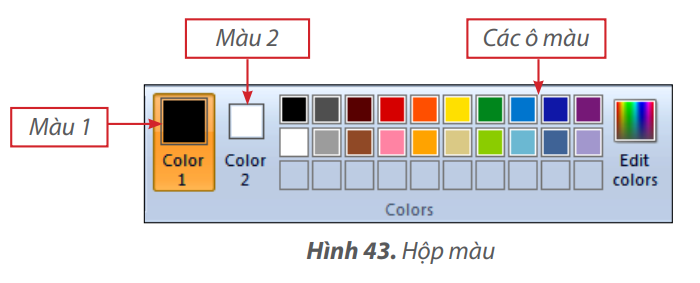 Màu 2
Các ô màu
Màu 1
Color
1
Color
2
Edit
colors
Colors
Hình 43. Hộp màu